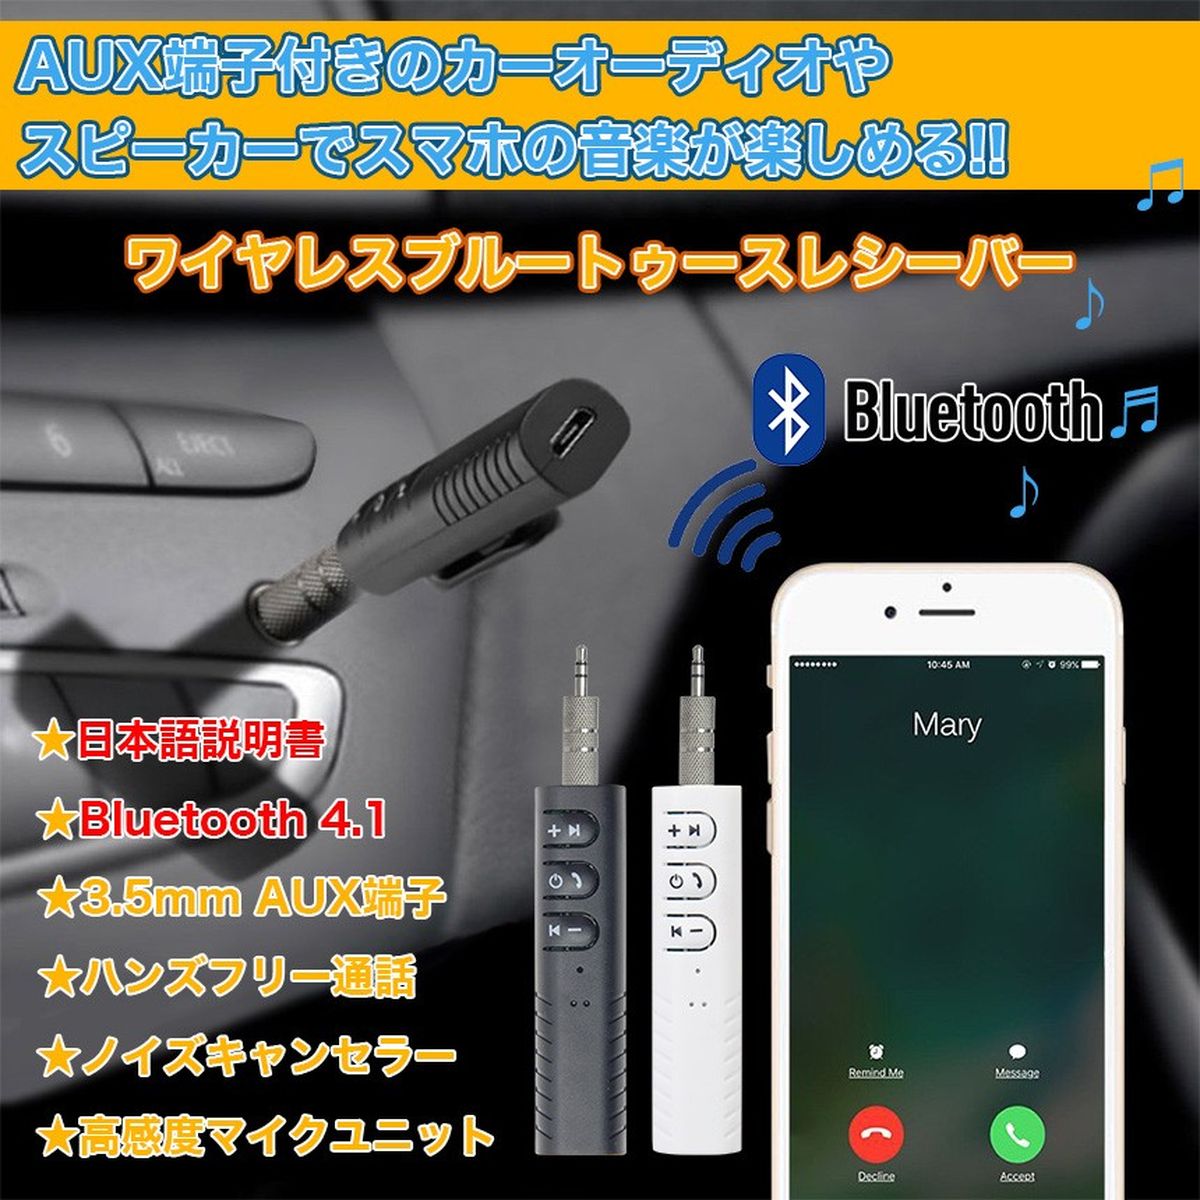 AUX端子付きのカーオーディオや
スピーカーでスマホの音楽が楽しめる!!
ワイヤレスブルートゥースレシーバー
Bluetooth
6
EJECT
ALL
10:45 AM
99%
Mary
★日本語説明書
★Bluetooth 4.1
★3.5mm AUX端子
★ハンズフリー通話
★ノイズキャンセラー
★高感度マイクユニット
Remind Me
Message
Decline
Accept